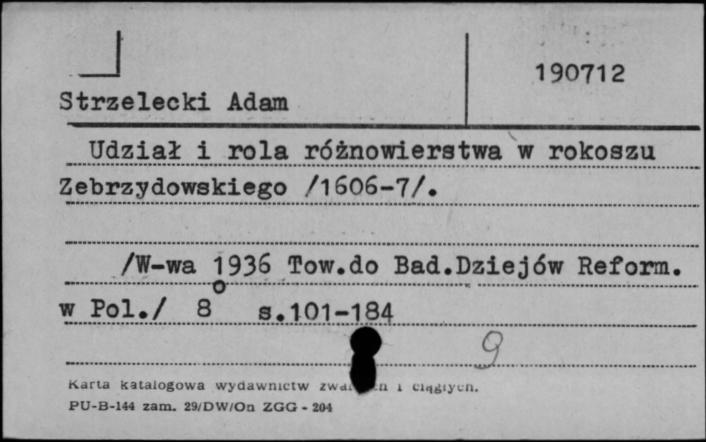 190712
Strzelecki Adam
Udział i rola różnowierstwa w rokoszu
Zebrzydowskiego /1606-7/.
/W-wa 1936 Tow.do Bad.Dziejów Reform.
w Pol./ 8o s.101-184
9
Karta katalogowa wydawnictw i ciągłych.
PU-B-144 zam. 29/DW/On ZGG - 204